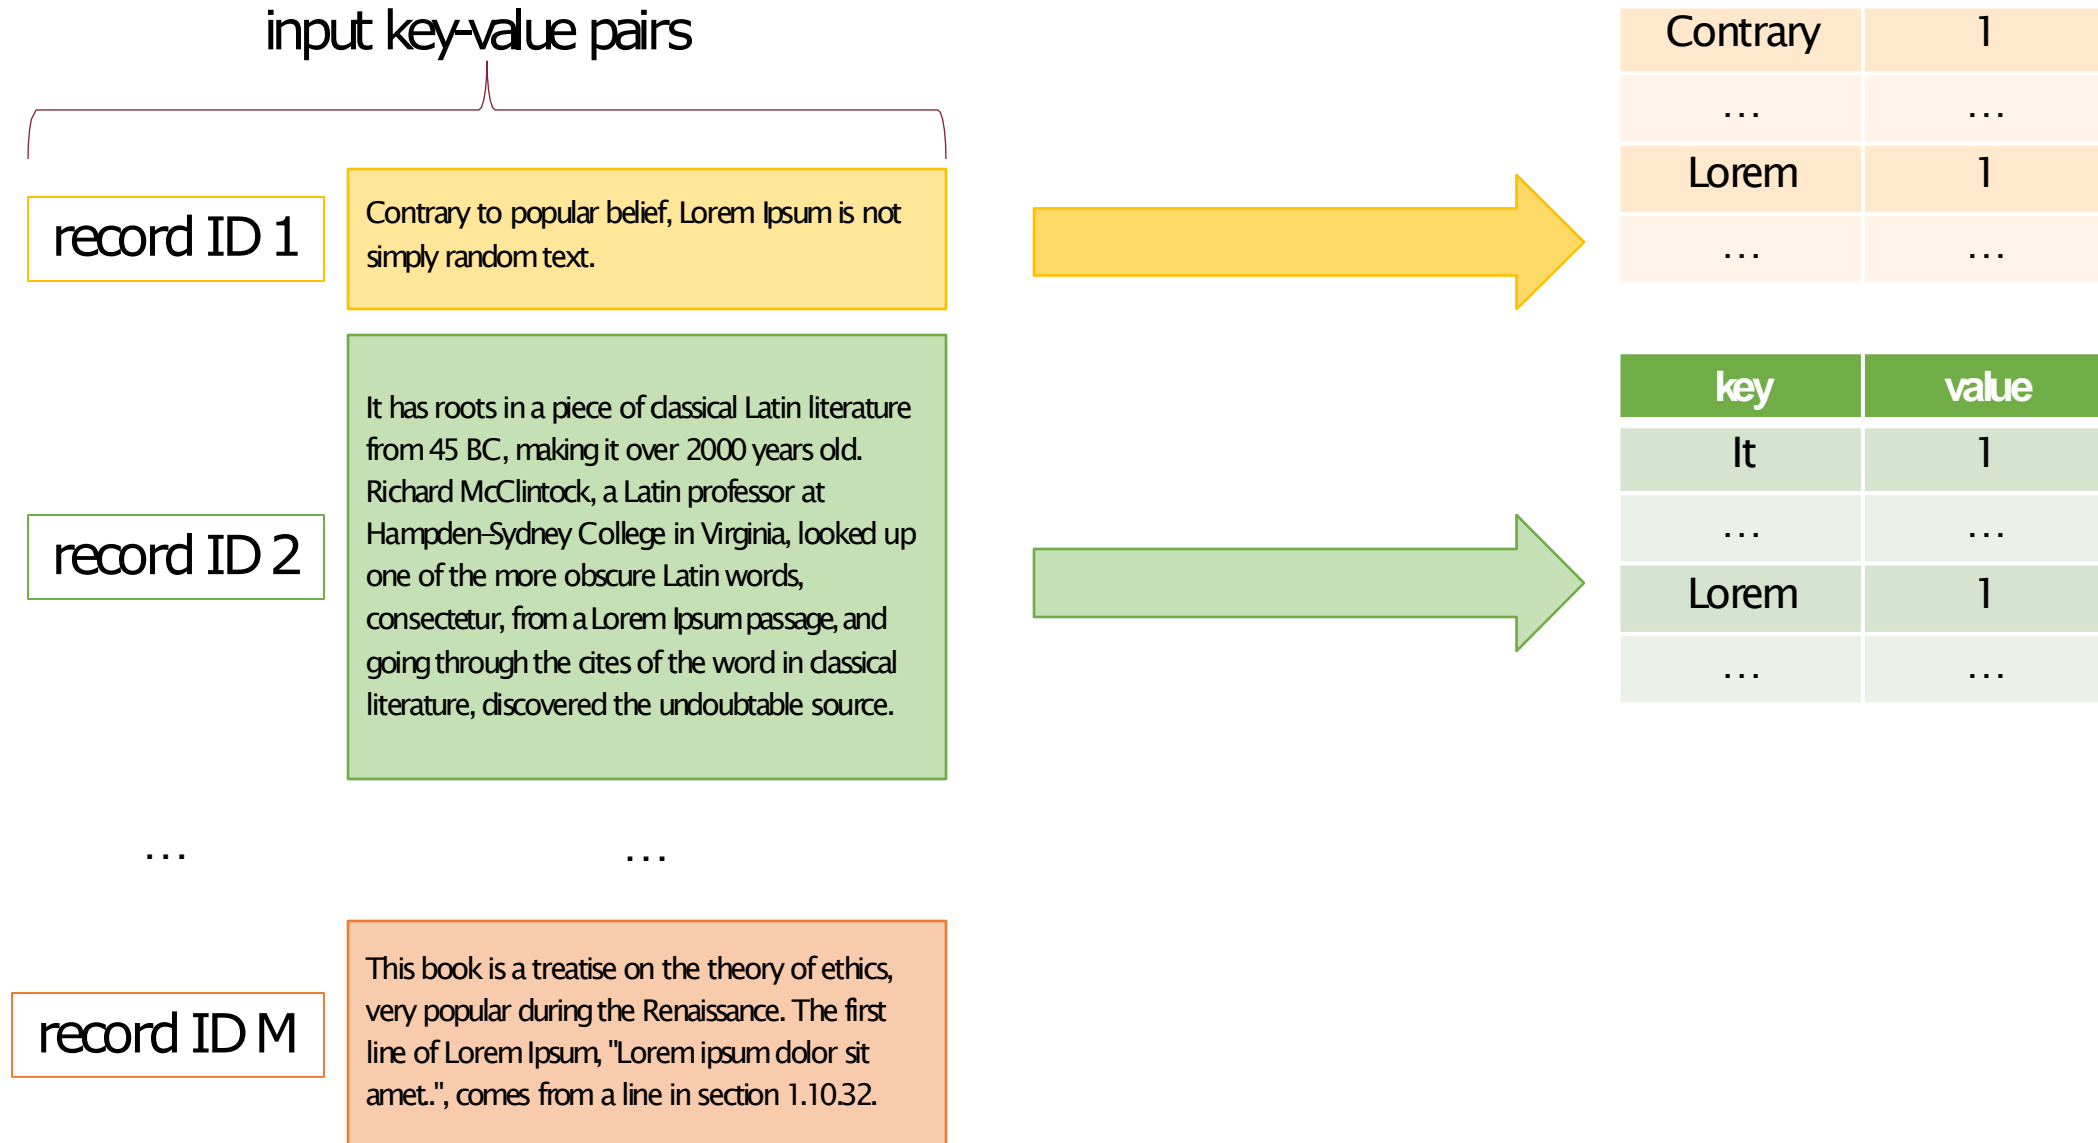 input key-value pairs
record ID 1
Contrary to popular belief, Lorem Ipsum is not
simply random text.
Contrary 1
... ...
Lorem 1
... ...
record ID 2
It has roots in a piece of classical Latin literature
from 45 BC, making it over 2000 years old.
Richard McClintock, a Latin professor at
Hampden-Sydney College in Virginia, looked up
one of the more obscure Latin words,
consectetur, from a Lorem Ipsum passage, and
going through the cites of the word in classical
literature, discovered the undoubtable source.
key value
It 1
... ...
Lorem 1
... ...
... ...
record ID M
This book is a treatise on the theory of ethics,
very popular during the Renaissance. The first
line of Lorem Ipsum, "Lorem ipsum dolor sit
amet..", comes from a line in section 1.10.32.